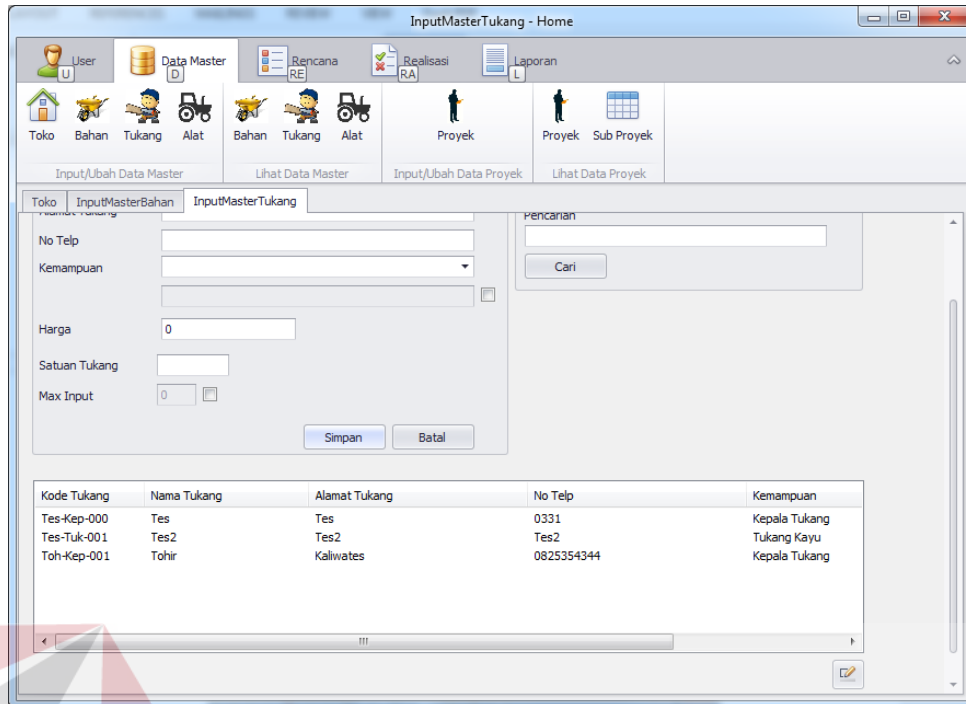 InputMasterTukang - Home
User Data Master Rencana Realisasi Laporan
U D RE RA L
Toko Bahan Tukang Alat Bahan Tukang Alat Proyek Proyek Sub Proyek
Input/Ubah Data Master Lihat Data Master Input/Ubah Data Proyek Lihat Data Proyek
Toko InputMasterBahan InputMasterTukang
Alamat Tukang Pencarian
No Telp
Kemampuan Cari
Harga 0
Satuan Tukang
Max Input 0
Simpan Batal
Kode Tukang Nama Tukang Alamat Tukang No Telp Kemampuan
Tes-Kep-000 Tes Tes 0331 Kepala Tukang
Tes-Tuk-001 Tes2 Tes2 Tes2 Tukang Kayu
Toh-Kep-001 Tohir Kaliwates 0825354344 Kepala Tukang